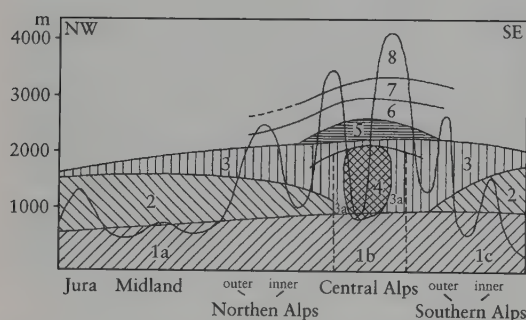 m
NW
SE
4000
8
7
3000
6
5
2000
3
3
4
2
3a
3a
2
1000
1a
1b
1c
Jura Midland outer inner Central Alps outer inner
Northen Alps Southern Alps